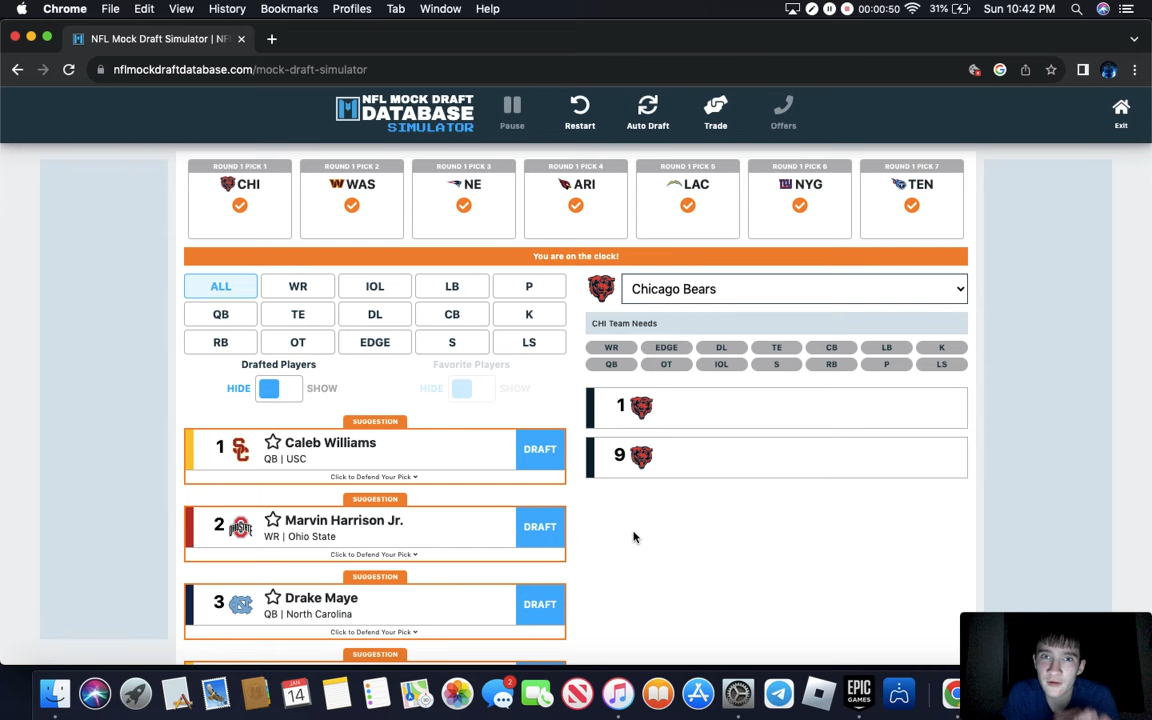 Chrome File Edit View History Bookmarks Profiles Tab Window Help 00:00:50 31% Sun 10:42 PM
NFL Mock Draft Simulator | NF
nflmockdraftdatabase.com/mock-draft-simulator
NFL MOCK DRAFT
DATABASE
SIMULATOR
Pause Restart Auto Draft Trade Offers Exit
ROUND 1 PICK 1 ROUND 1 PICK 2 ROUND 1 PICK 3 ROUND 1 PICK 4 ROUND 1 PICK 5 ROUND 1 PICK 6 ROUND 1 PICK 7
CHI WAS NE ARI LAC NYG TEN
You are on the clock!
ALL WR IOL LB P
QB TE DL CB K
RB OT EDGE S LS
Drafted Players Favorite Players
HIDE SHOW HIDE SHOW
Chicago Bears
CHI Team Needs
WR EDGE DL TE CB LB K
QB OT IOL S RB P LS
1
9
SUGGESTION
1 Caleb Williams DRAFT
QB | USC
Click to Defend Your Pick
SUGGESTION
2 Marvin Harrison Jr. DRAFT
WR | Ohio State
Click to Defend Your Pick
SUGGESTION
3 Drake Maye DRAFT
QB | North Carolina
Click to Defend Your Pick
SUGGESTION
JAN
14
2
EPIC
GAMES